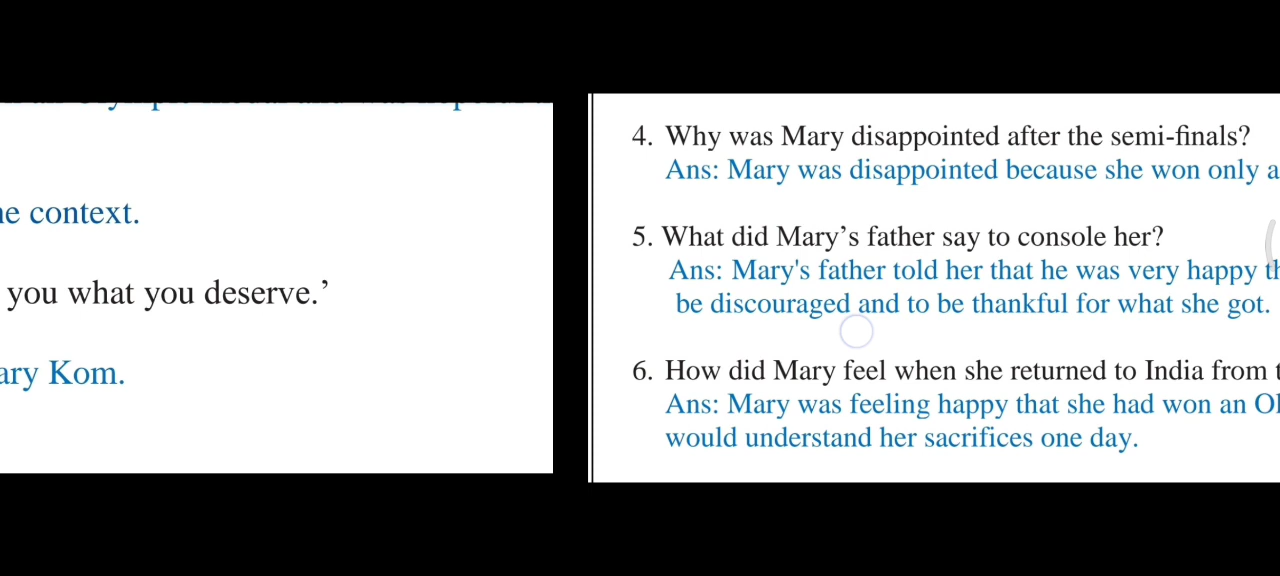 e context.
you what you deserve.’
ary Kom.
4. Why was Mary disappointed after the semi-finals?
Ans: Mary was disappointed because she won only a
5. What did Mary’s father say to console her?
Ans: Mary's father told her that he was very happy th
be discouraged and to be thankful for what she got.
6. How did Mary feel when she returned to India from t
Ans: Mary was feeling happy that she had won an Ol
would understand her sacrifices one day.